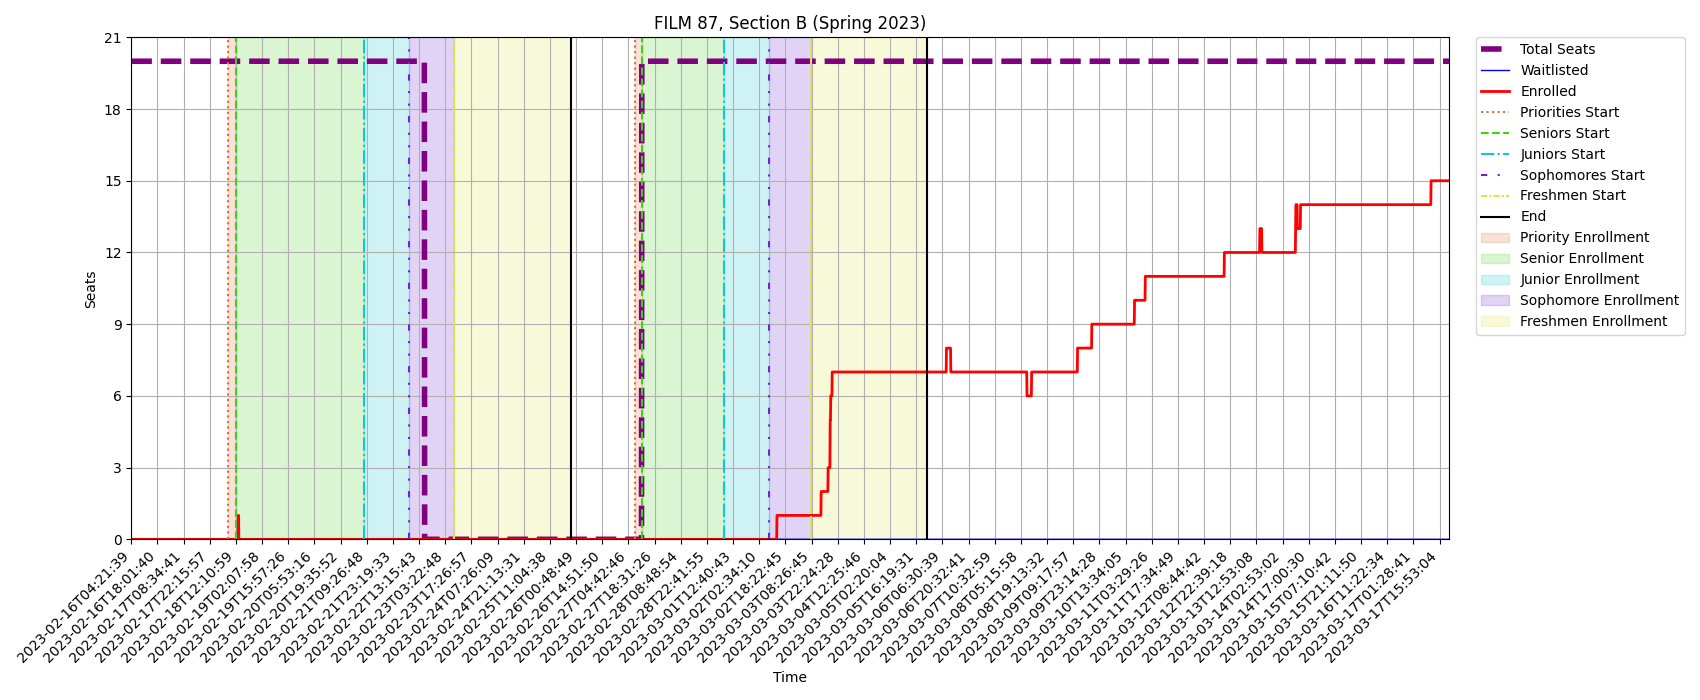 FILM 87, Section B (Spring 2023)
21
18
15
12
9
6
3
0
Seats
2023-02-16T04:21:39
2023-02-16T18:01:40
2023-02-17T08:34:41
2023-02-17T22:15:57
2023-02-18T12:10:59
2023-02-19T02:07:58
2023-02-19T15:57:26
2023-02-20T05:53:16
2023-02-20T19:35:52
2023-02-21T09:26:48
2023-02-21T23:19:33
2023-02-22T13:15:43
2023-02-23T03:22:48
2023-02-23T17:26:57
2023-02-24T07:26:09
2023-02-24T21:13:31
2023-02-25T11:04:38
2023-02-26T00:48:49
2023-02-26T14:51:50
2023-02-27T04:42:46
2023-02-27T18:31:26
2023-02-28T08:48:54
2023-02-28T22:41:55
2023-03-01T12:40:43
2023-03-02T02:34:10
2023-03-02T18:22:45
2023-03-03T08:26:45
2023-03-03T22:24:28
2023-03-04T12:25:46
2023-03-05T02:20:04
2023-03-05T16:19:31
2023-03-06T06:30:39
2023-03-06T20:32:41
2023-03-07T10:32:59
2023-03-08T05:15:58
2023-03-08T19:13:32
2023-03-09T09:17:57
2023-03-09T23:14:28
2023-03-10T13:34:05
2023-03-11T03:29:26
2023-03-11T17:34:49
2023-03-12T08:44:42
2023-03-12T22:39:18
2023-03-13T12:53:09
2023-03-14T02:53:02
2023-03-14T17:00:30
2023-03-15T07:10:42
2023-03-15T21:11:50
2023-03-16T11:22:34
2023-03-17T01:28:41
2023-03-17T15:53:04
Time
Total Seats
Waitlisted
Enrolled
Priorities Start
Seniors Start
Juniors Start
Sophomores Start
Freshmen Start
End
Priority Enrollment
Senior Enrollment
Junior Enrollment
Sophomore Enrollment
Freshmen Enrollment